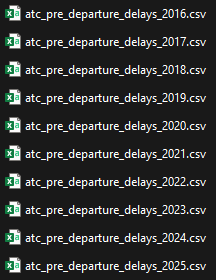 atc_pre_departure_delays_2016.csv
atc_pre_departure_delays_2017.csv
atc_pre_departure_delays_2018.csv
atc_pre_departure_delays_2019.csv
atc_pre_departure_delays_2020.csv
atc_pre_departure_delays_2021.csv
atc_pre_departure_delays_2022.csv
atc_pre_departure_delays_2023.csv
atc_pre_departure_delays_2024.csv
atc_pre_departure_delays_2025.csv